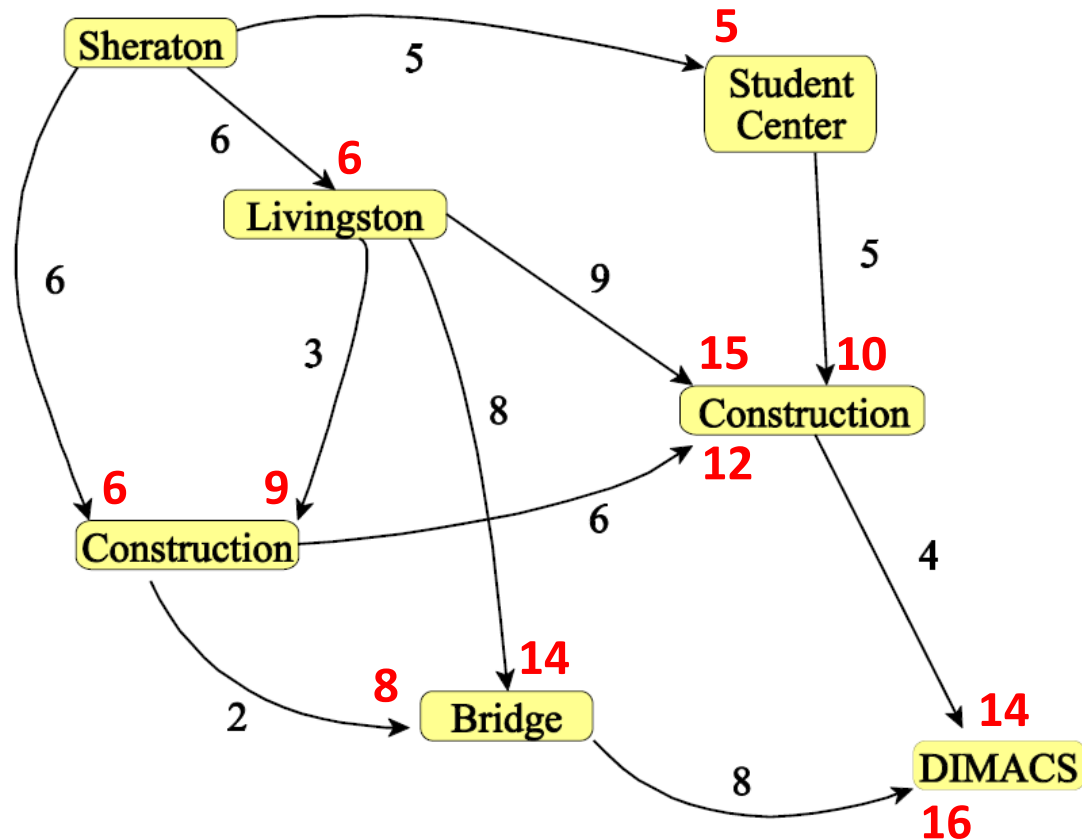 Sheraton
5
5
Student
Center
6
6
Livingston
6
3
8
9
5
15
10
Construction
12
6
9
Construction
6
4
2
8
14
Bridge
8
14
DIMACS
16